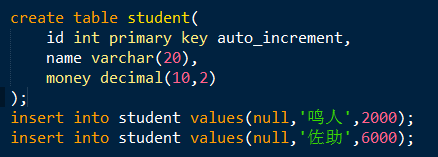 create table student(
    id int primary key auto_increment,
    name varchar(20),
    money decimal(10,2)
);
insert into student values(null,'鸣人',2000);
insert into student values(null,'佐助',6000);